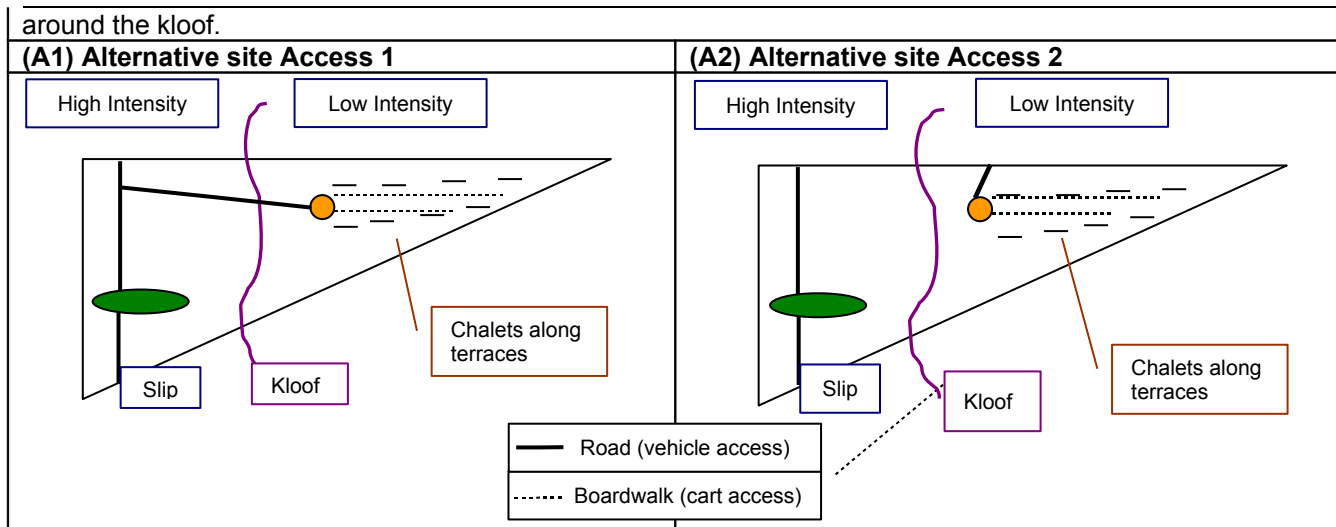 around the kloof.
(A1) Alternative site Access 1
(A2) Alternative site Access 2
High Intensity
Low Intensity
High Intensity
Low Intensity
Chalets along
terraces
Slip
Kloof
Chalets along
terraces
Slip
Kloof
Road (vehicle access)
Boardwalk (cart access)